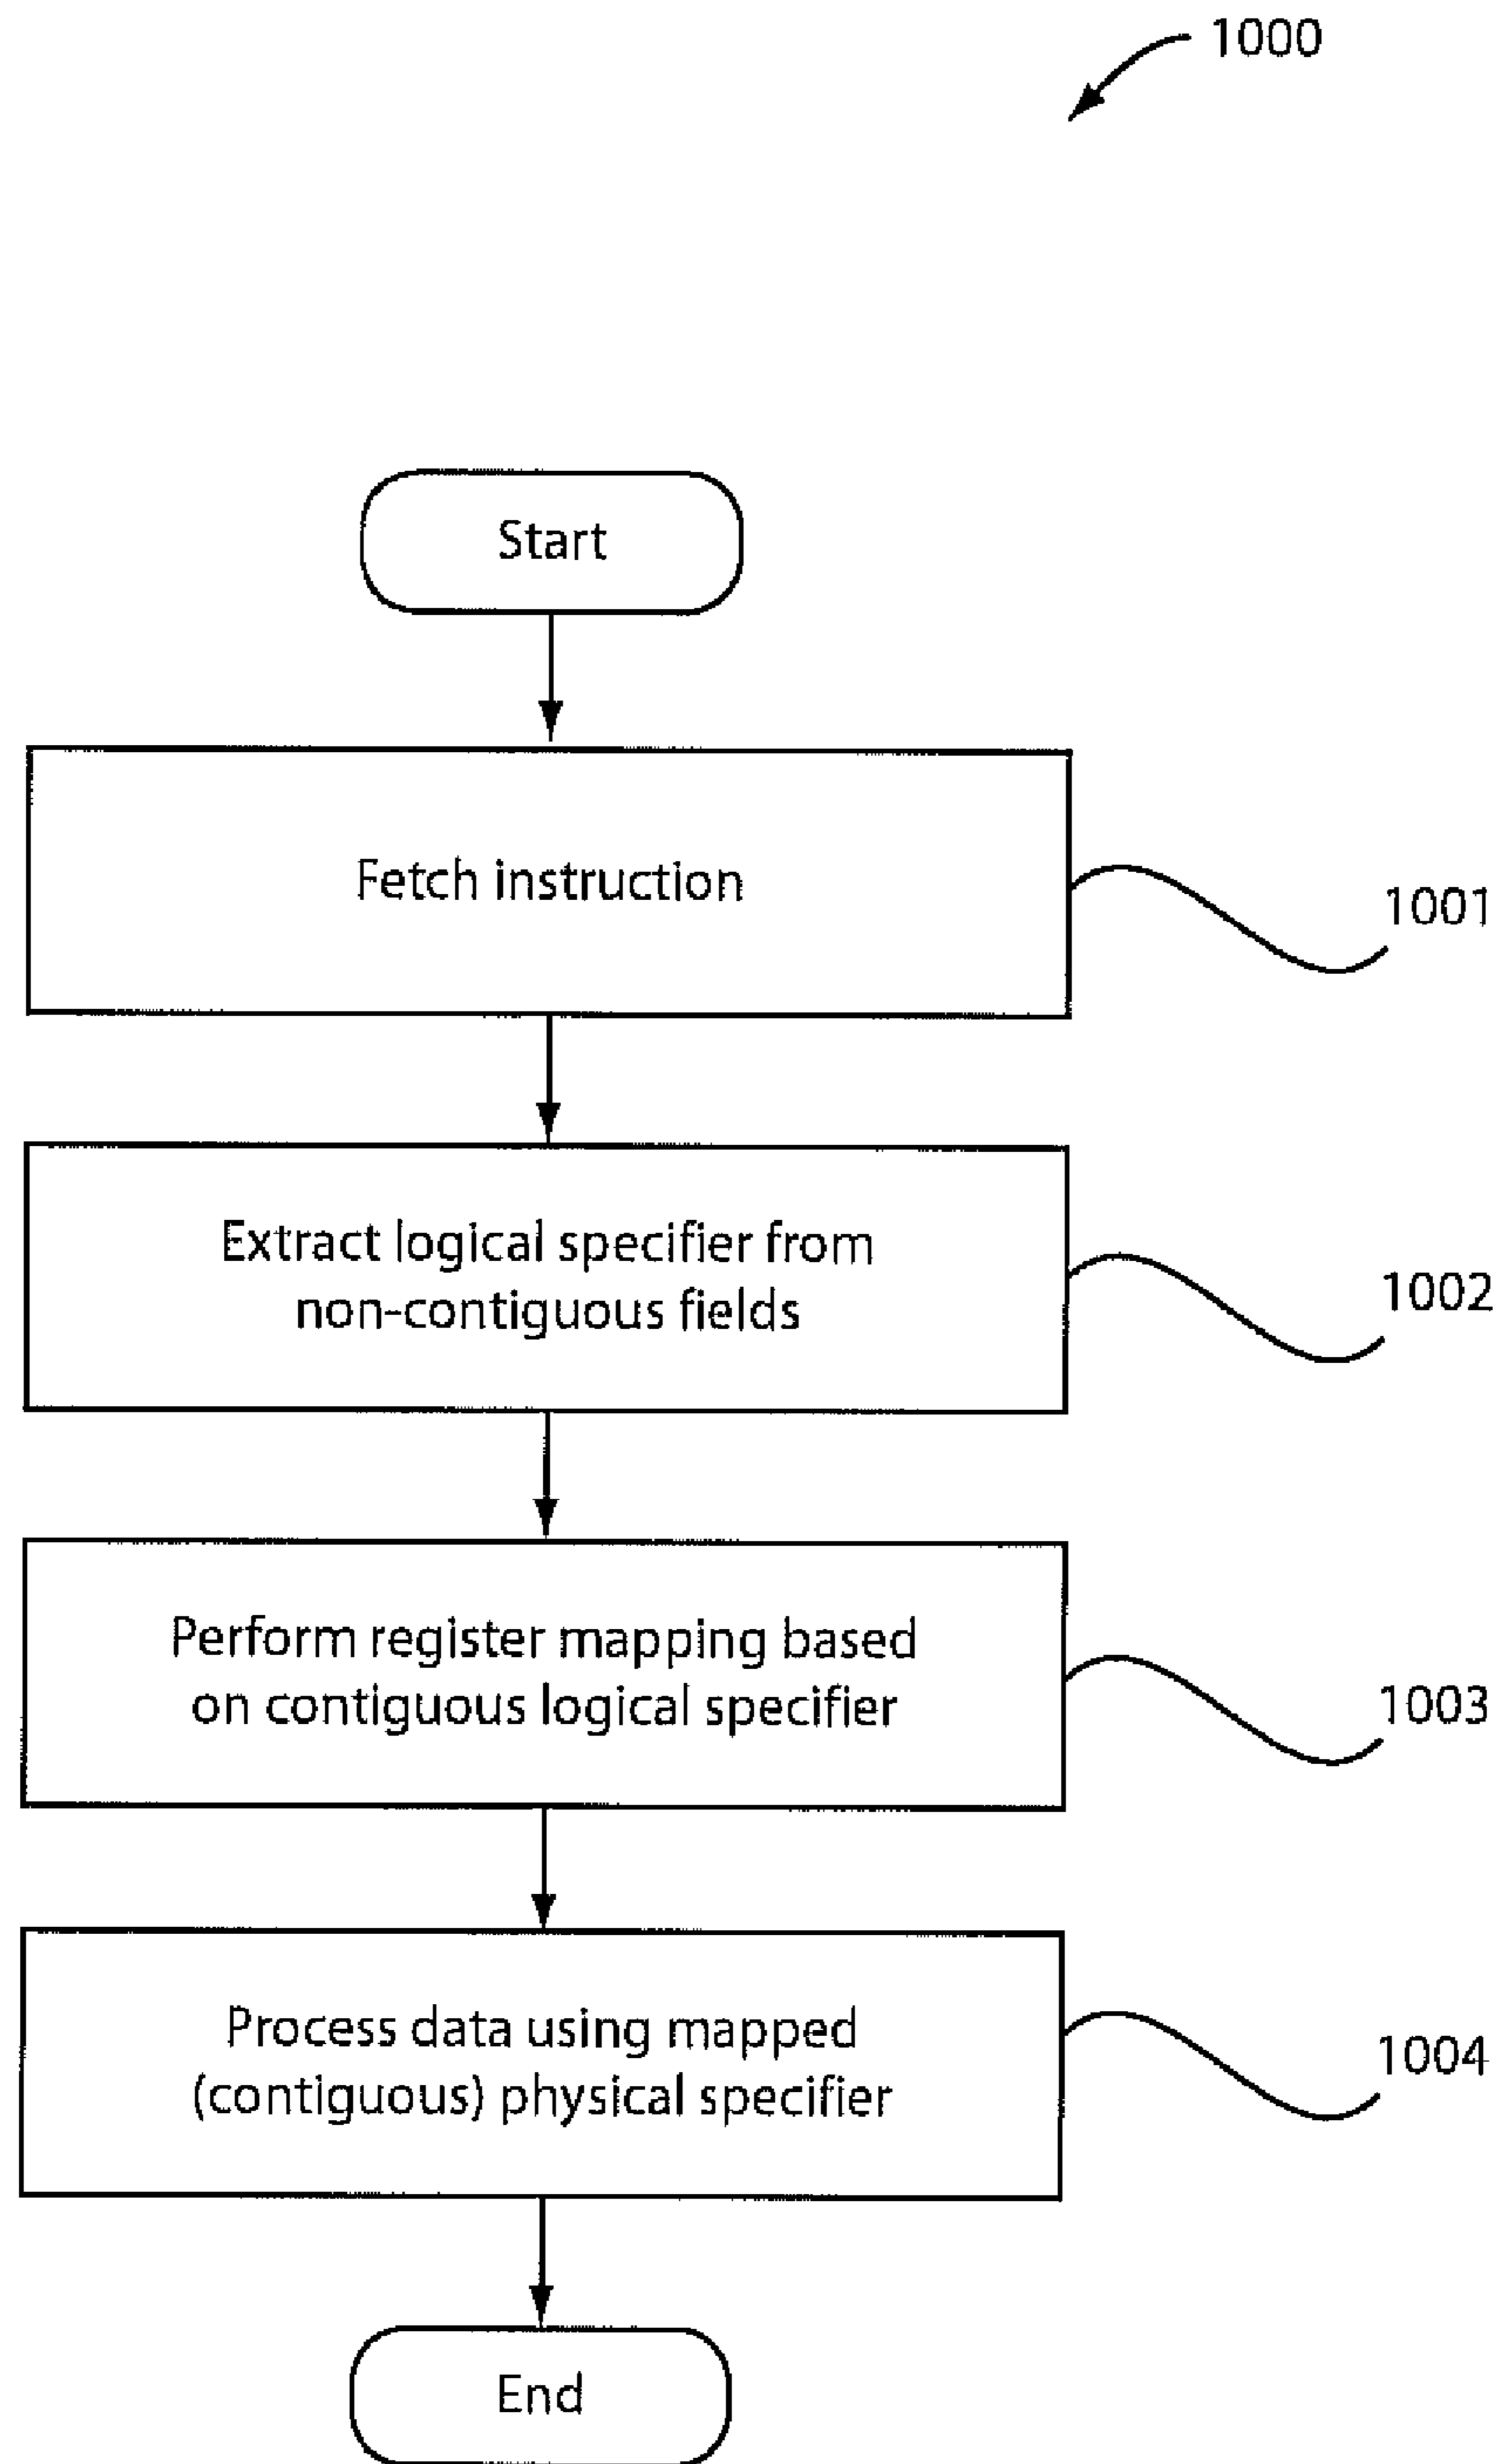 1000
Start
Fetch instruction
1001
Extract logical specifier from
non-contiguous fields
1002
Perform register mapping based
on contiguous logical specifier
1003
Process data using mapped
(contiguous) physical specifier
1004
End